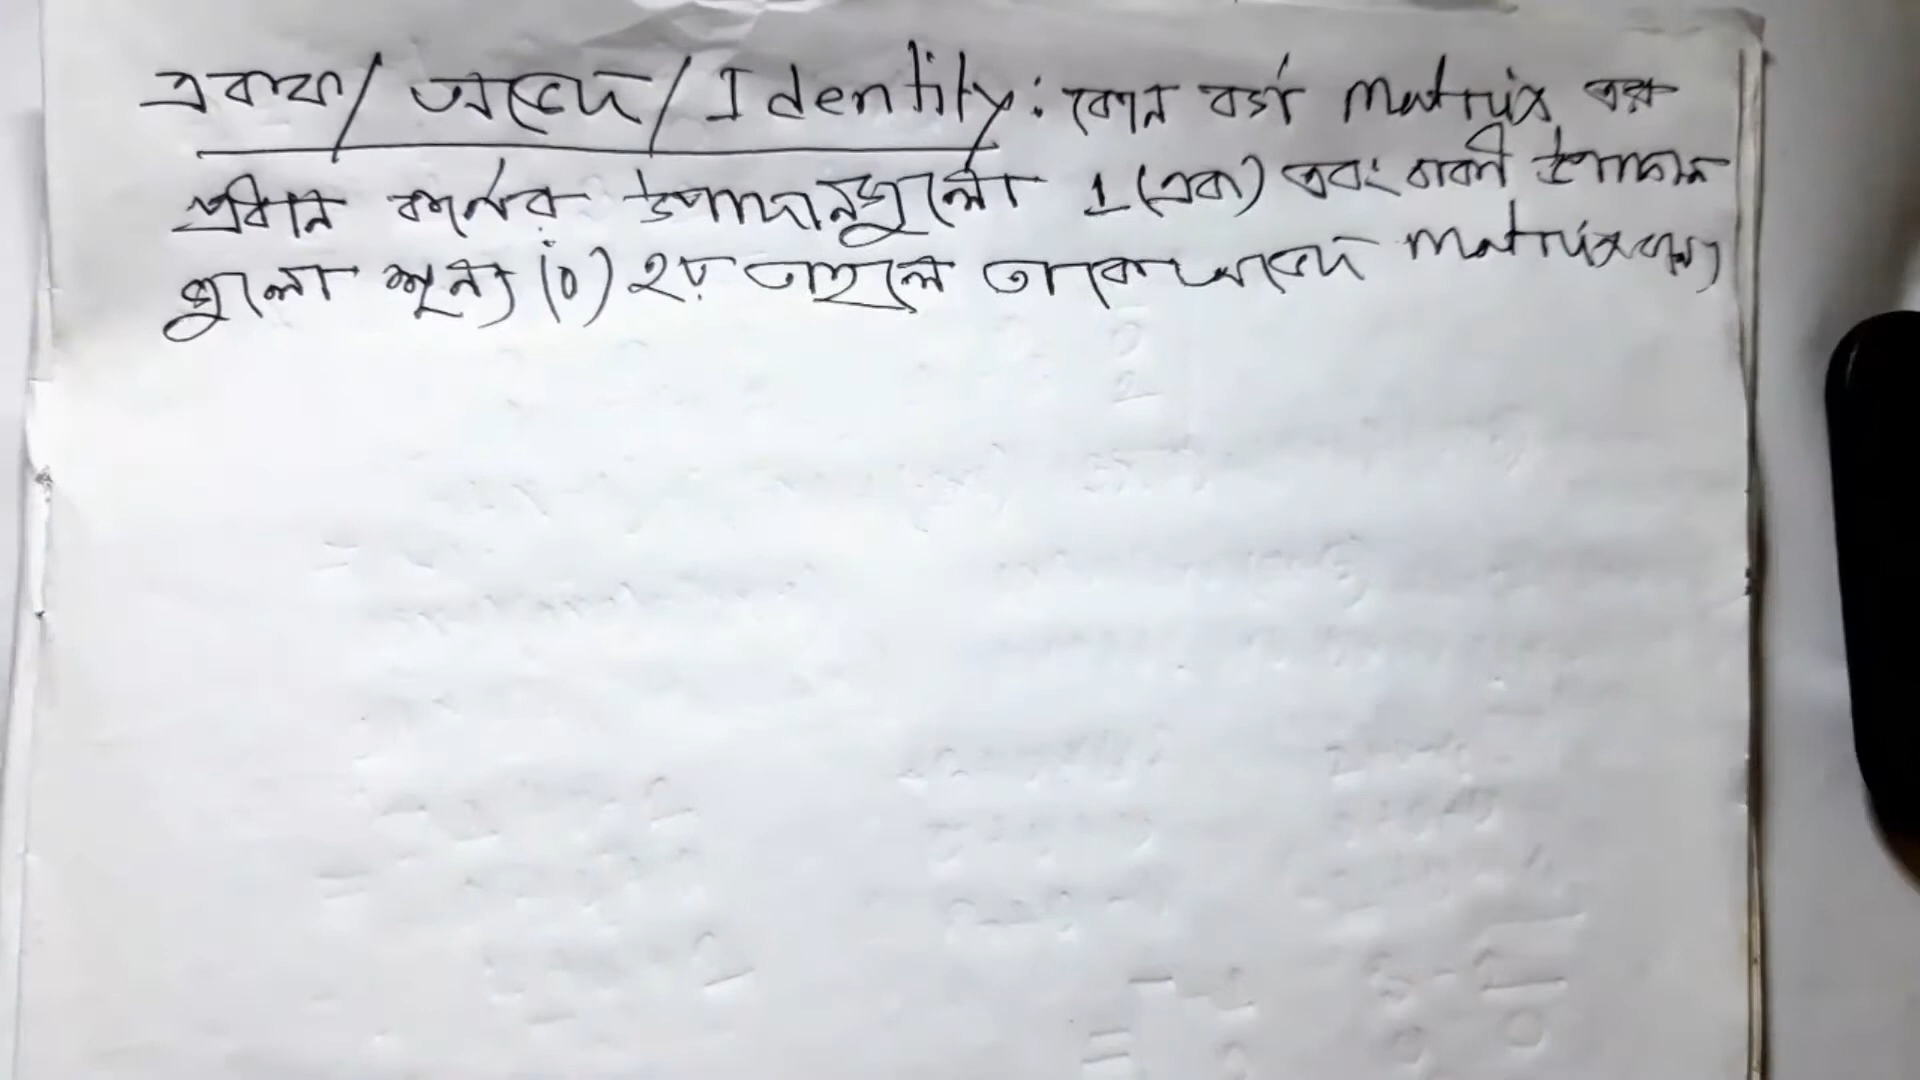 একক/অভেদ/Identity: কোন বর্গ Matrix এর
প্রধান কর্নের উপাদানগুলো 1 (এক) এবং বাকী উপাদান
গুলো শূন্য (0) হয় তাহলে তাকে অভেদ Matrix বলে